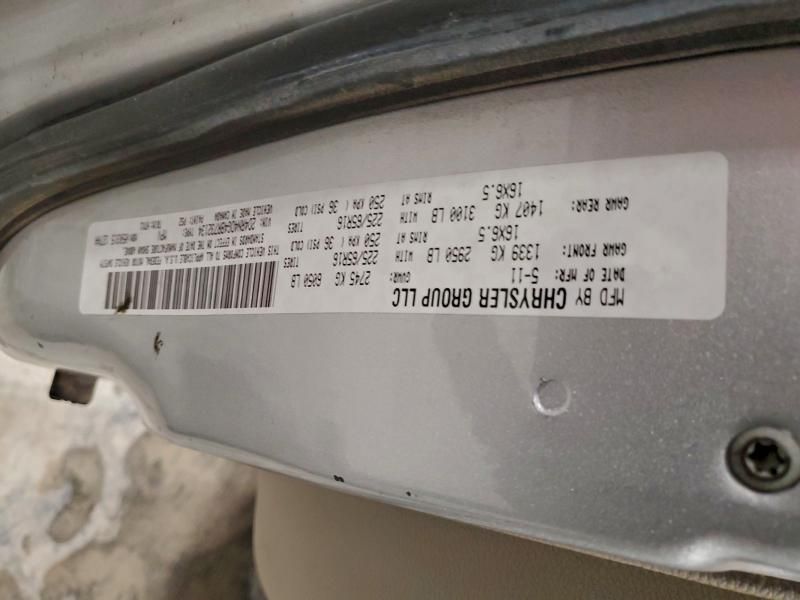 MFD BY CHRYSLER GROUP LLC
DATE OF MFR: 5-11 GVWR: 2745 KG 6050 LB
GAWR FRONT: 1339 KG 2950 LB WITH 225/65R16 TIRES
16X6.5 RIMS AT 250 KPA ( 36 PSI) COLD
GAWR REAR: 1407 KG 3100 LB WITH 225/65R16 TIRES
16X6.5 RIMS AT 250 KPA ( 36 PSI) COLD
THIS VEHICLE CONFORMS TO ALL APPLICABLE U.S.A. FEDERAL MOTOR VEHICLE SAFETY
STANDARDS IN EFFECT ON THE DATE OF MANUFACTURE SHOWN ABOVE.
TYPE: MPV
VEHICLE MADE IN CANADA PAINT: PS2